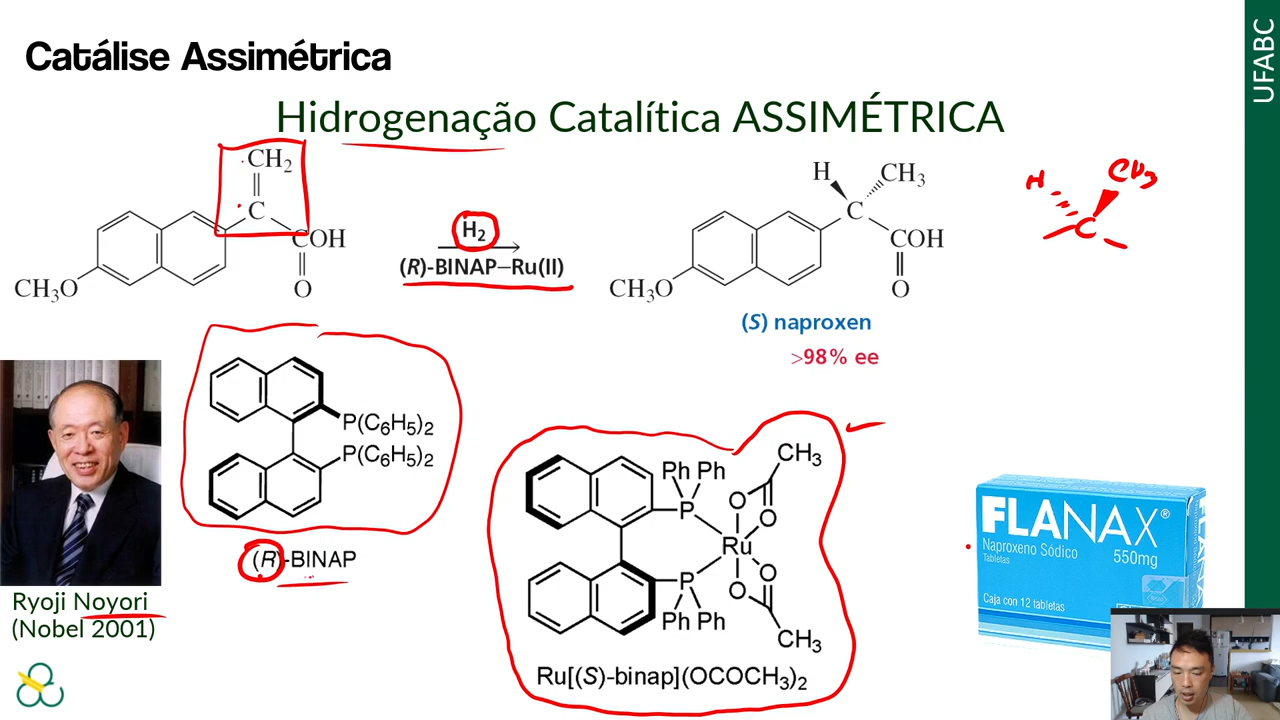 Catálise Assimétrica
UFABC
Hidrogenação Catalítica ASSIMÉTRICA
CH₂
C
COH
O
CH₃O
H₂
(R)-BINAP–Ru(II)
H
CH₃
C
COH
O
CH₃O
(S) naproxen
>98% ee
H
CH3
C
P(C₆H₅)₂
P(C₆H₅)₂
(R)-BINAP
Ryoji Noyori
(Nobel 2001)
Ph Ph
P
CH₃
O
O
Ru
O
O
P
Ph Ph
CH₃
Ru[(S)-binap](OCOCH₃)₂
FLANAX®
Naproxeno Sódico
550mg
Tabletas
Caja con 12 tabletas
FLANAX